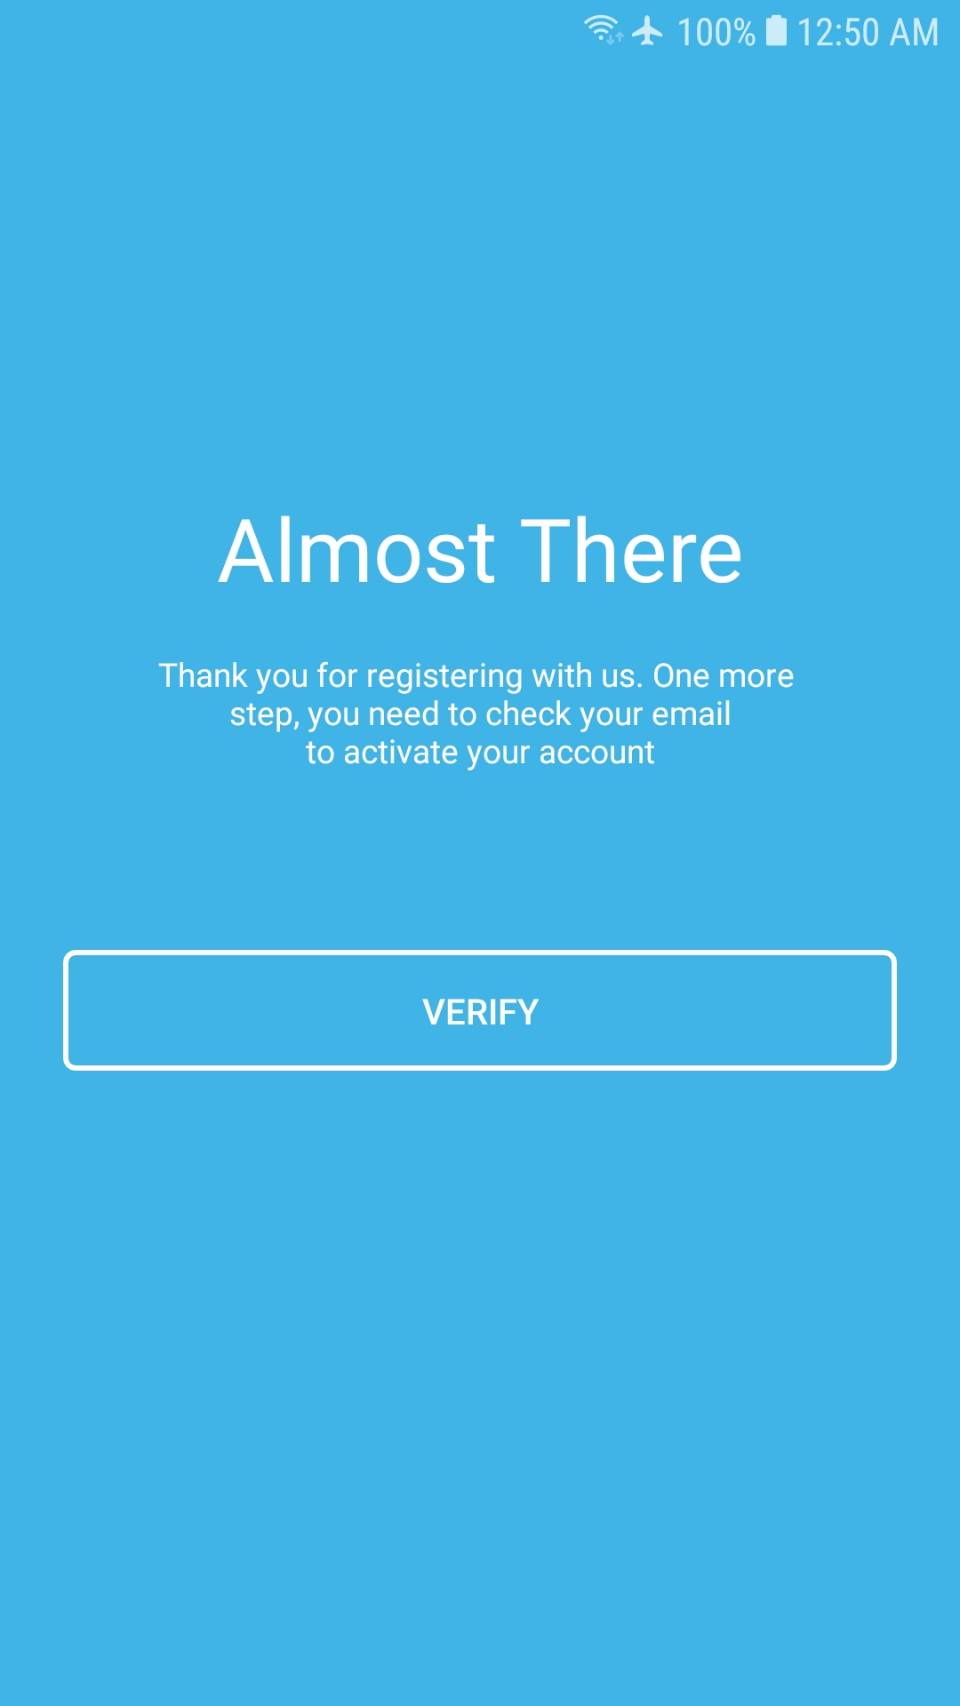 100% 12:50 AM
Almost There
Thank you for registering with us. One more
step, you need to check your email
to activate your account
VERIFY